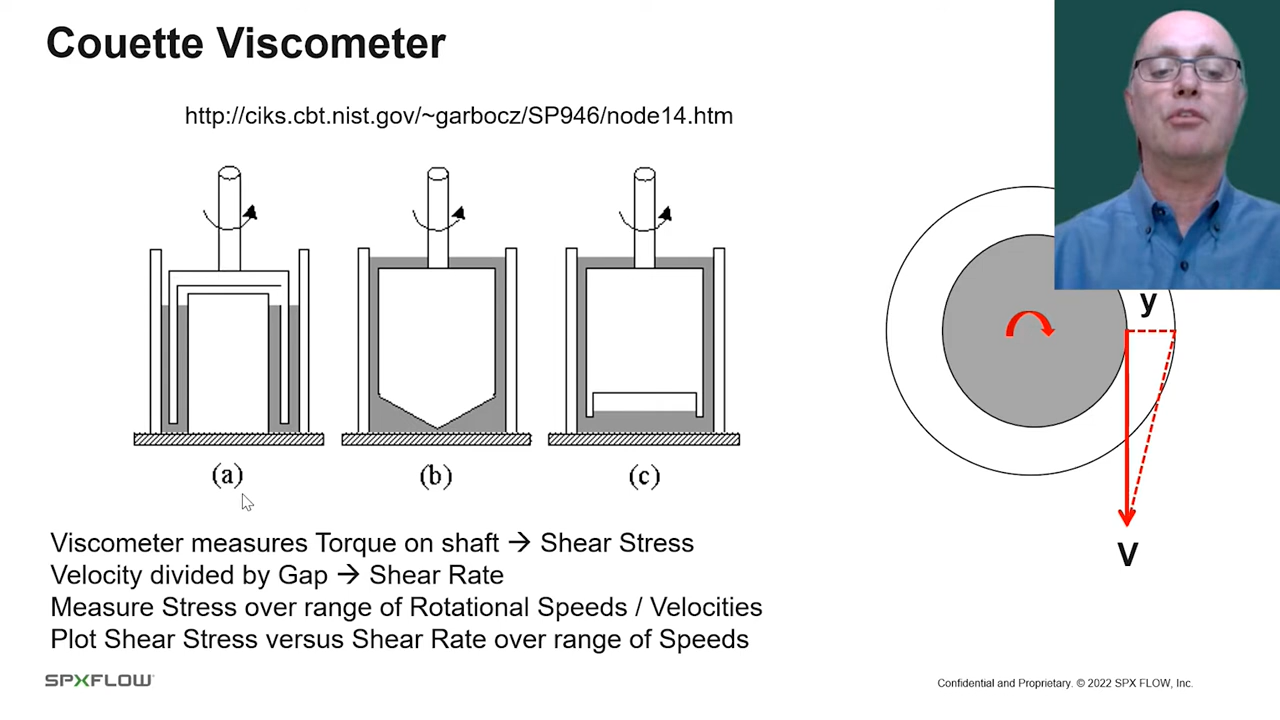 Couette Viscometer
http://ciks.cbt.nist.gov/~garbocz/SP946/node14.htm
(a)
(b)
(c)
y
V
Viscometer measures Torque on shaft → Shear Stress
Velocity divided by Gap → Shear Rate
Measure Stress over range of Rotational Speeds / Velocities
Plot Shear Stress versus Shear Rate over range of Speeds
SPXFLOW
Confidential and Proprietary. © 2022 SPX FLOW, Inc.